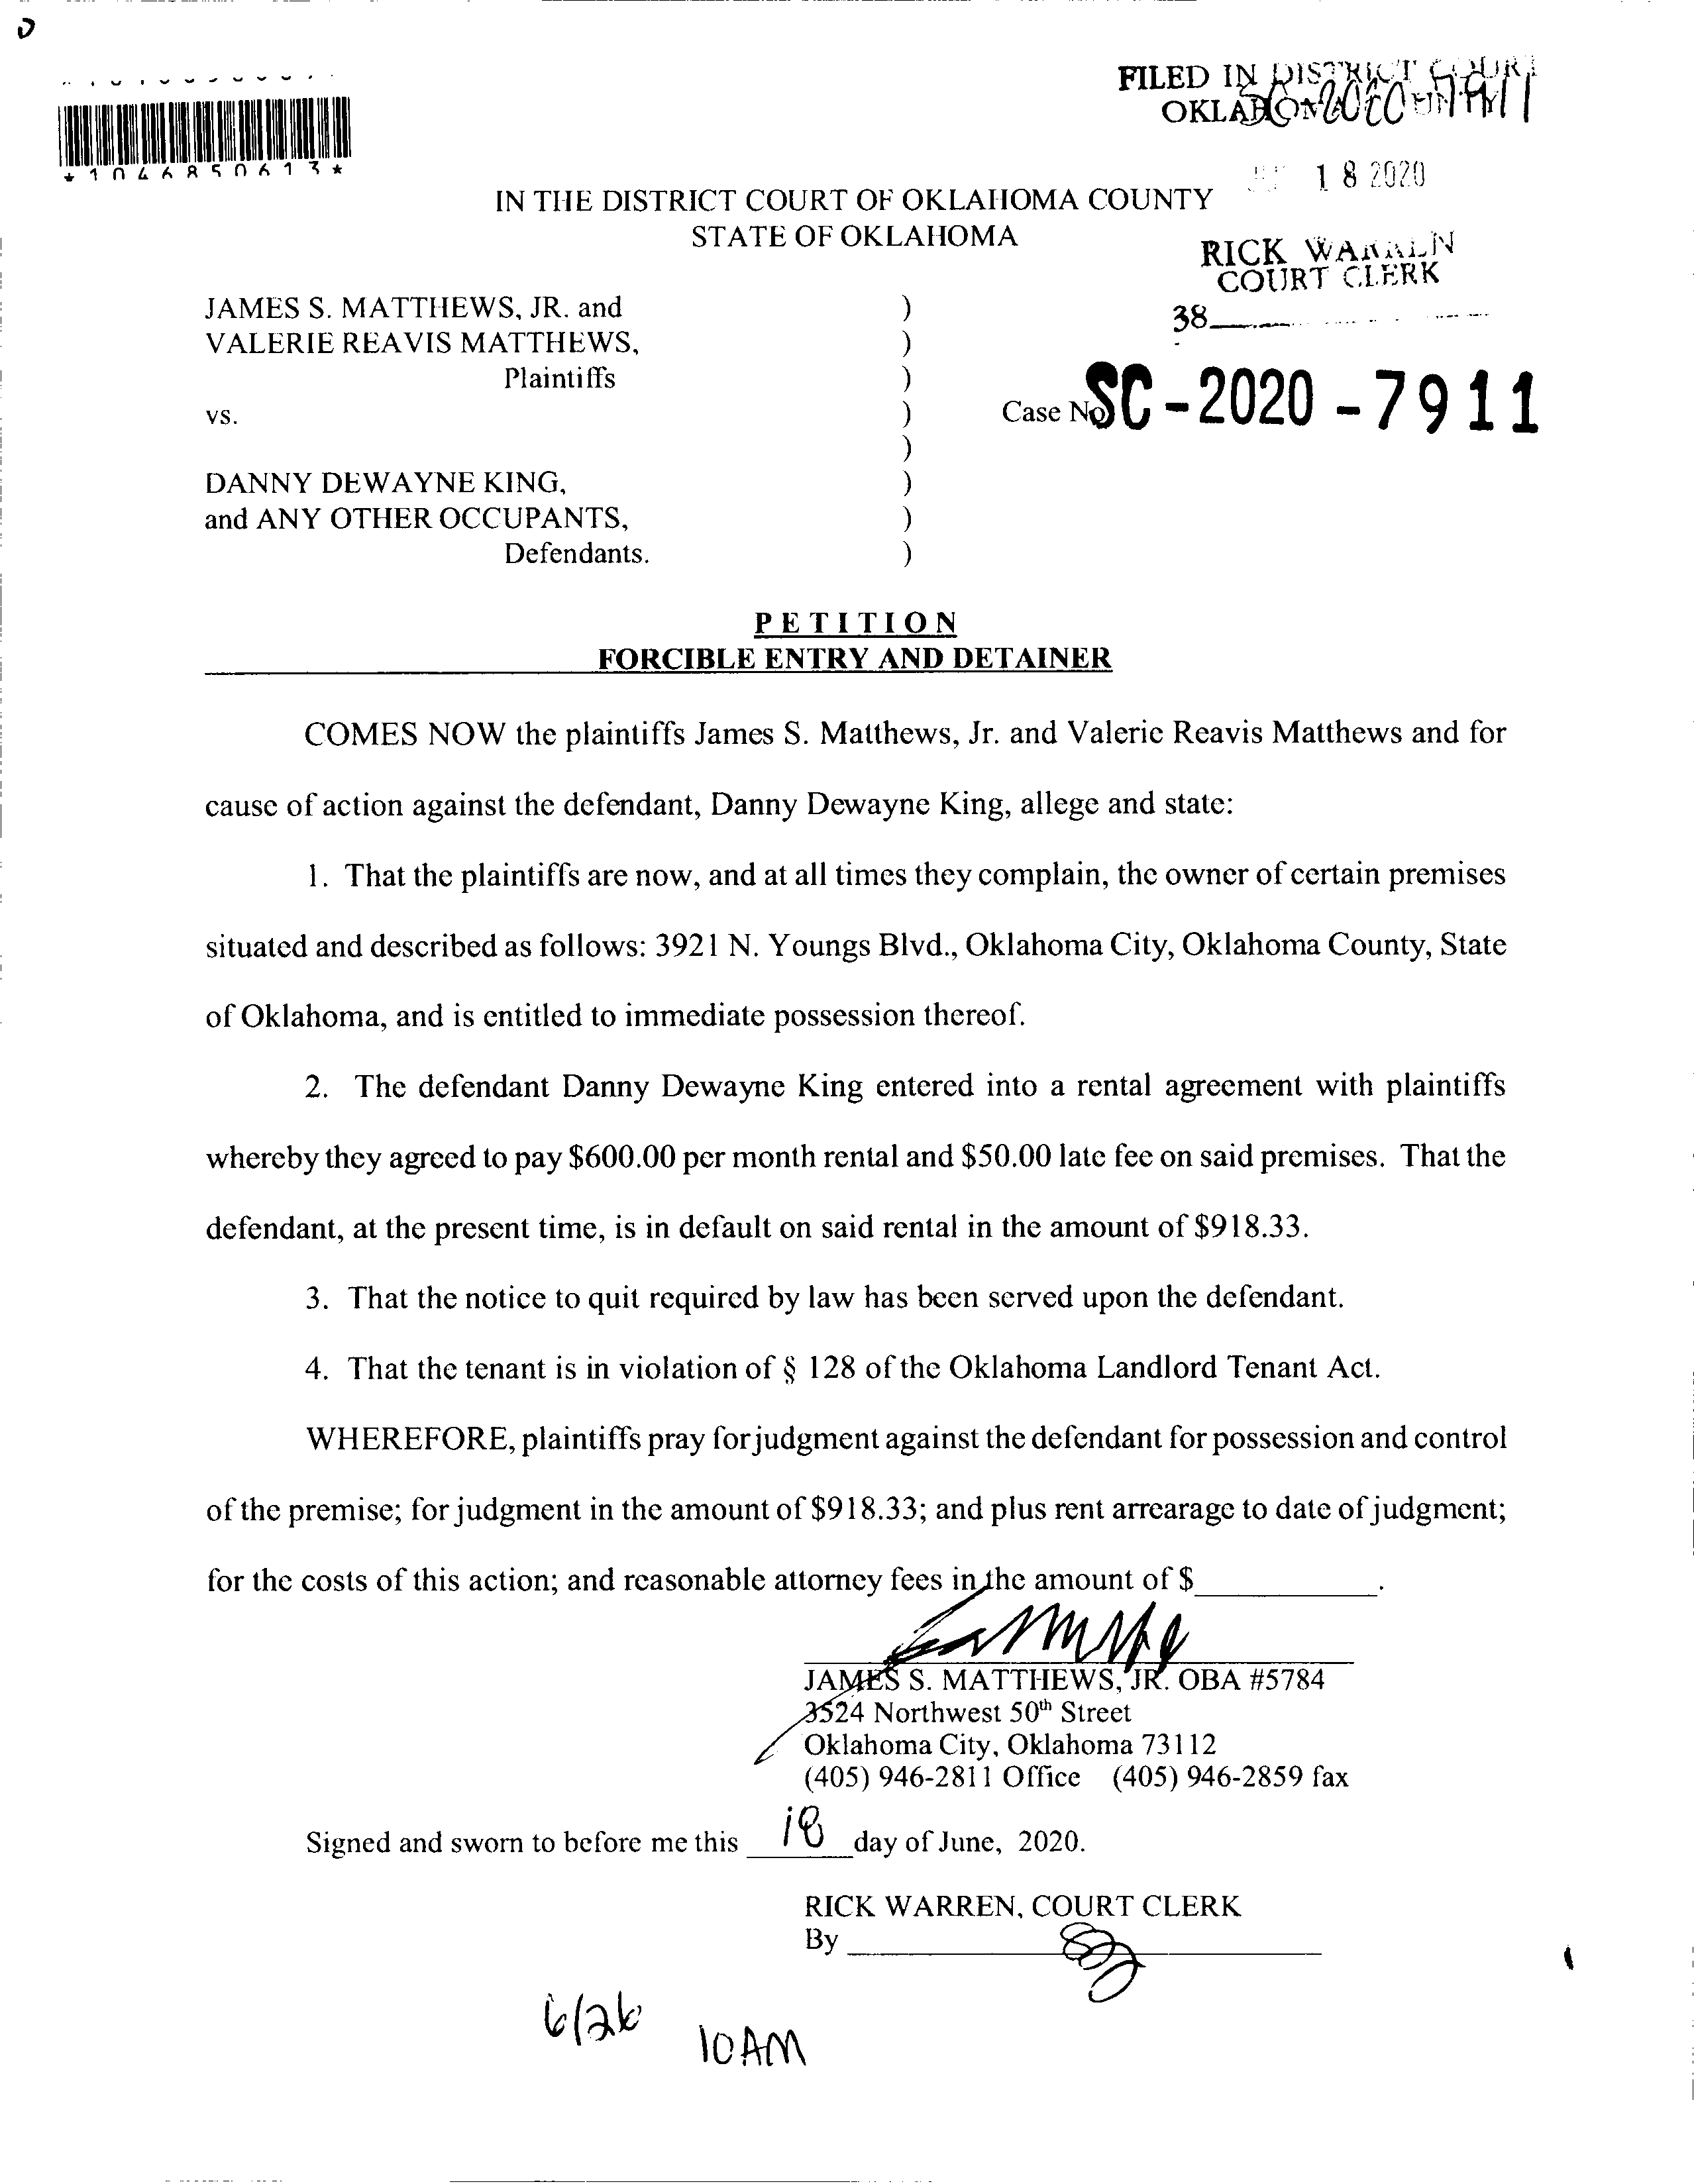 *1046850613*
FILED IN DISTRICT COURT
OKLAHOMA COUNTY
18 2020
IN THE DISTRICT COURT OF OKLAHOMA COUNTY
STATE OF OKLAHOMA
RICK WARREN
COURT CLERK
38
JAMES S. MATTHEWS, JR. and )
VALERIE REAVIS MATTHEWS, )
Plaintiffs )
vs. ) Case No. SC-2020-7911
)
DANNY DEWAYNE KING, )
and ANY OTHER OCCUPANTS, )
Defendants. )
PETITION
FORCIBLE ENTRY AND DETAINER
COMES NOW the plaintiffs James S. Matthews, Jr. and Valerie Reavis Matthews and for
cause of action against the defendant, Danny Dewayne King, allege and state:
1. That the plaintiffs are now, and at all times they complain, the owner of certain premises
situated and described as follows: 3921 N. Youngs Blvd., Oklahoma City, Oklahoma County, State
of Oklahoma, and is entitled to immediate possession thereof.
2. The defendant Danny Dewayne King entered into a rental agreement with plaintiffs
whereby they agreed to pay $600.00 per month rental and $50.00 late fee on said premises. That the
defendant, at the present time, is in default on said rental in the amount of $918.33.
3. That the notice to quit required by law has been served upon the defendant.
4. That the tenant is in violation of § 128 of the Oklahoma Landlord Tenant Act.
WHEREFORE, plaintiffs pray for judgment against the defendant for possession and control
of the premise; for judgment in the amount of $918.33; and plus rent arrearage to date of judgment;
for the costs of this action; and reasonable attorney fees in the amount of $____________.
JAMES S. MATTHEWS, JR. OBA #5784
3524 Northwest 50th Street
Oklahoma City, Oklahoma 73112
(405) 946-2811 Office (405) 946-2859 fax
Signed and sworn to before me this 18 day of June, 2020.
RICK WARREN, COURT CLERK
By
6/26
10AM